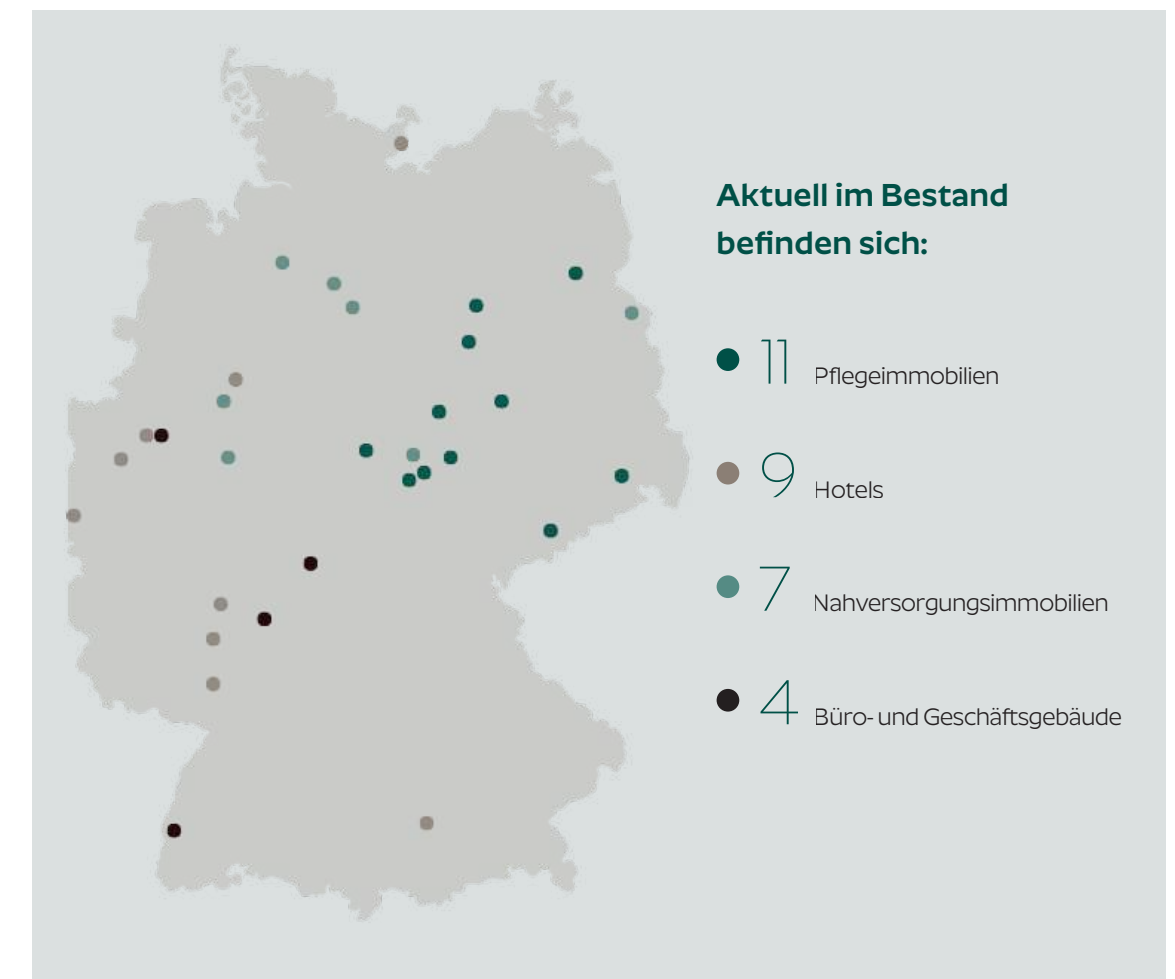 Aktuell im Bestand
befinden sich:
11 Pflegeimmobilien
9 Hotels
7 Nahversorgungsimmobilien
4 Büro- und Geschäftsgebäude